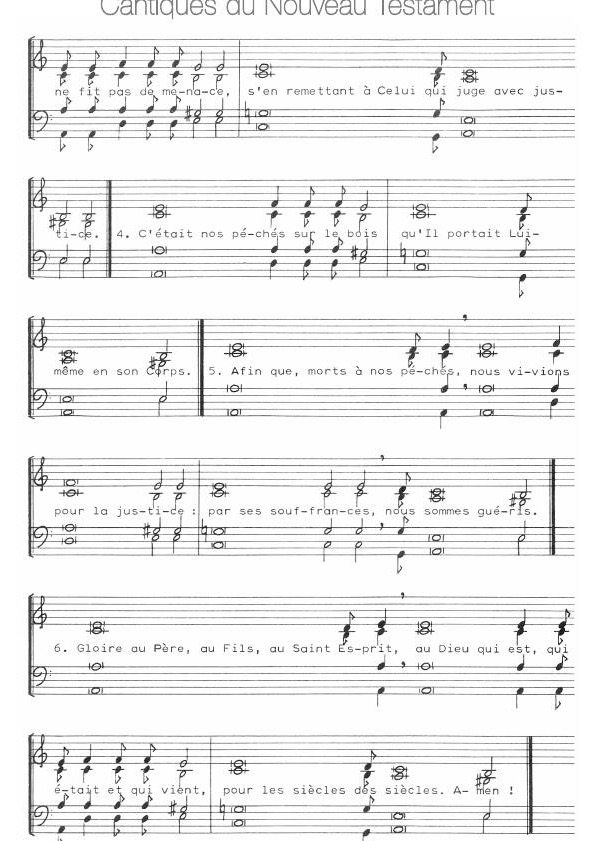 Cantiques du Nouveau Testament
ne fit pas de me-na-ce, s'en remettant à Celui qui juge avec jus-
ti-ce. 4. C'était nos pé-chés sur le bois qu'Il portait Lui-
même en son Corps. 5. Afin que, morts à nos pé-chés, nous vi-vions
pour la jus-ti-ce : par ses souf-fran-ces, nous sommes gué-ris.
6. Gloire au Père, au Fils, au Saint Es-prit, au Dieu qui est, qui
é-tait et qui vient, pour les siècles des siècles. A- men !